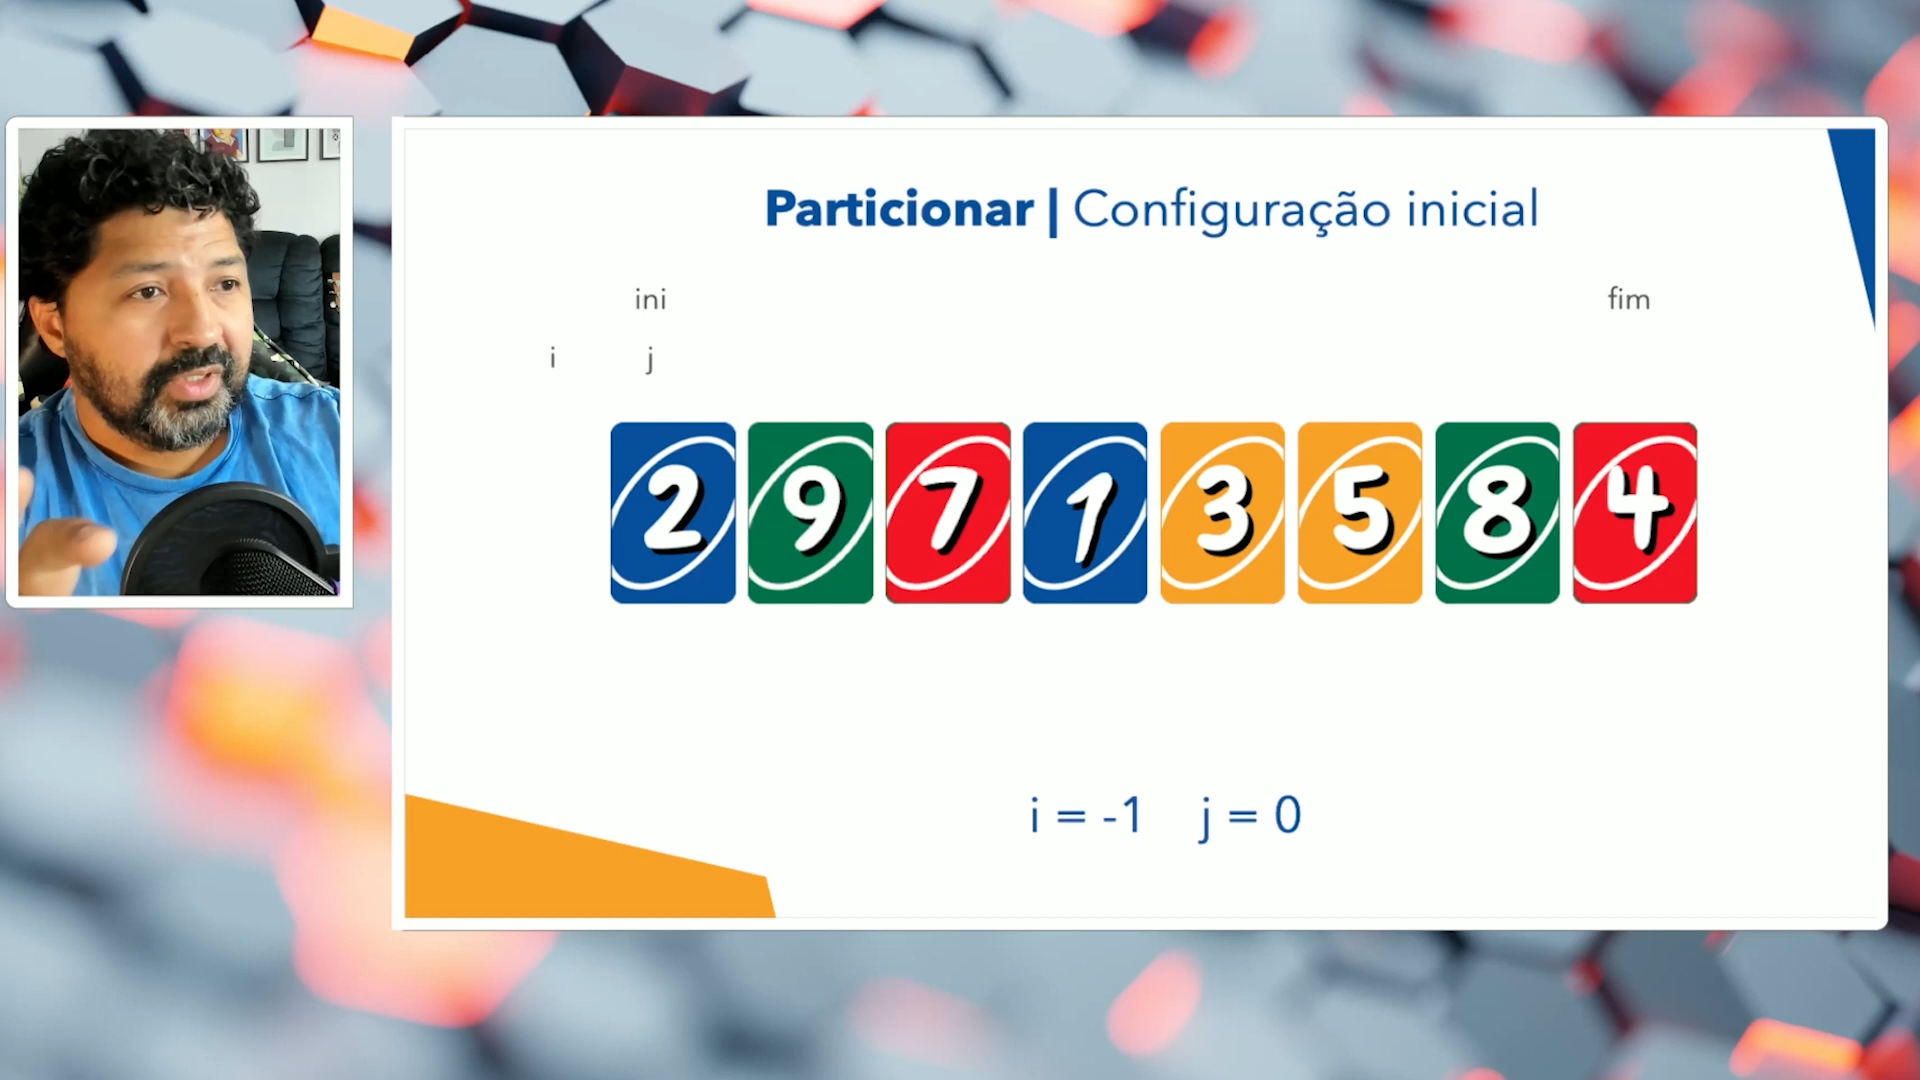 Particionar | Configuração inicial
ini fim
i j
2 9 7 1 3 5 8 4
i = -1 j = 0